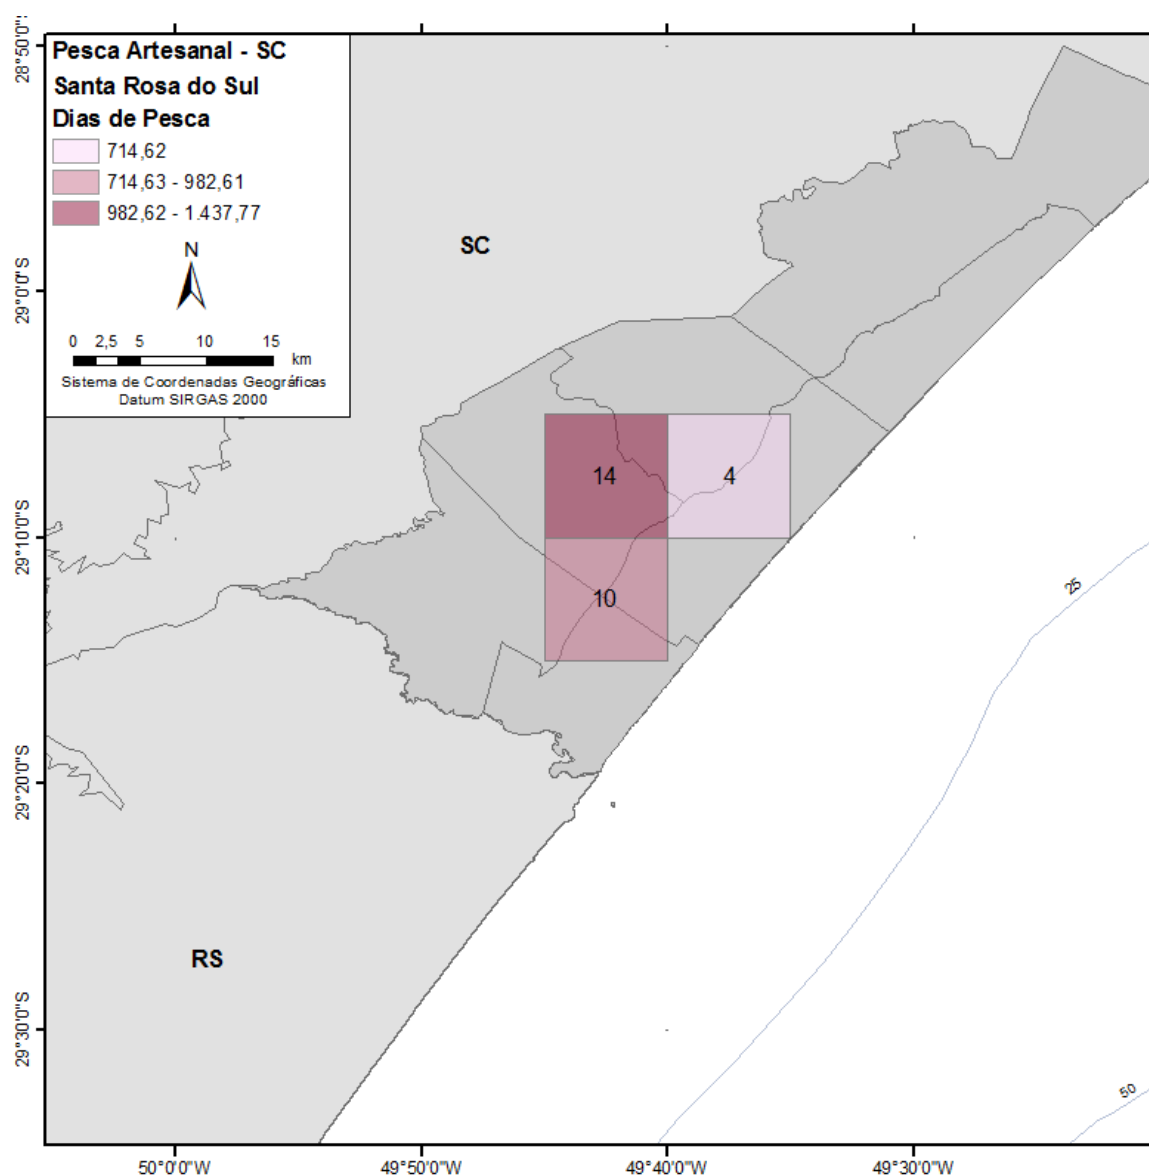 Pesca Artesanal - SC
Santa Rosa do Sul
Dias de Pesca
714,62
714,63 - 982,61
982,62 - 1.437,77
N
0 2,5 5 10 15
km
Sistema de Coordenadas Geográficas
Datum SIRGAS 2000
SC
14
4
10
25
50
RS
28°50'0"S
29°0'0"S
29°10'0"S
29°20'0"S
29°30'0"S
50°0'0"W
49°50'0"W
49°40'0"W
49°30'0"W